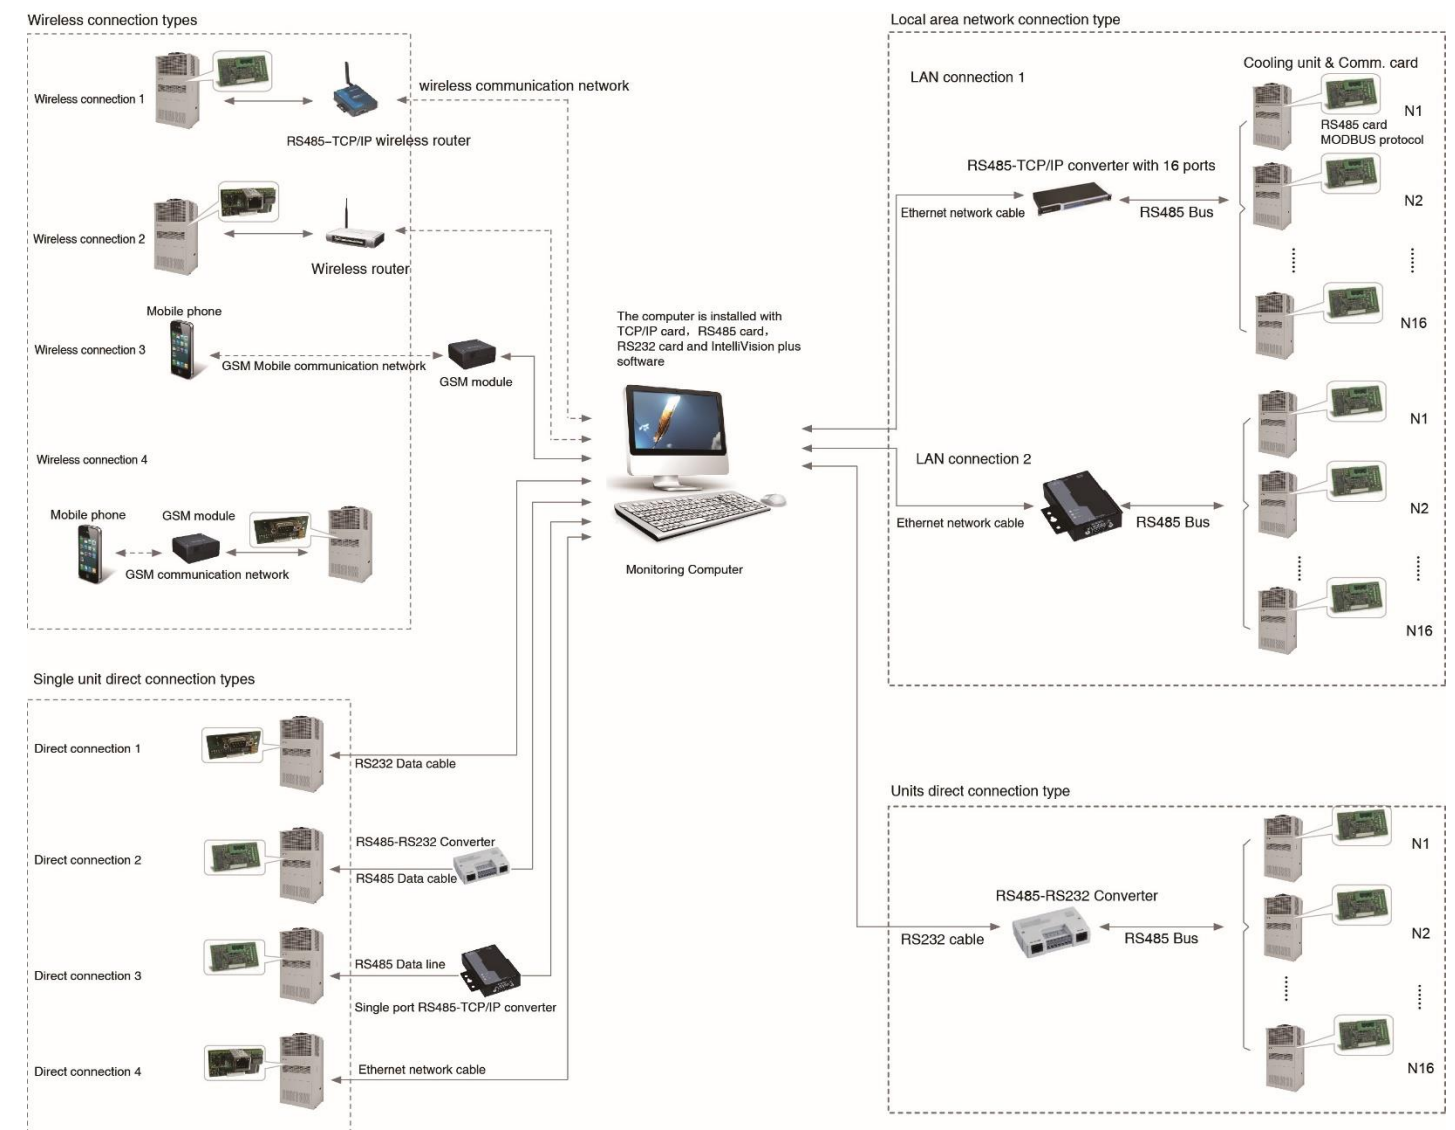 Wireless connection types
Wireless connection 1
wireless communication network
RS485–TCP/IP wireless router
Wireless connection 2
Wireless router
Mobile phone
Wireless connection 3
GSM Mobile communication network
GSM module
Wireless connection 4
Mobile phone
GSM module
GSM communication network
The computer is installed with
TCP/IP card, RS485 card,
RS232 card and IntelliVision plus
software
Monitoring Computer
Single unit direct connection types
Direct connection 1
RS232 Data cable
RS485-RS232 Converter
Direct connection 2
RS485 Data cable
RS485 Data line
Direct connection 3
Single port RS485-TCP/IP converter
Ethernet network cable
Direct connection 4
Local area network connection type
LAN connection 1
Cooling unit & Comm. card
N1
RS485 card
MODBUS protocol
RS485-TCP/IP converter with 16 ports
Ethernet network cable
RS485 Bus
N2
N16
N1
LAN connection 2
Ethernet network cable
RS485 Bus
N2
N16
Units direct connection type
N1
RS485-RS232 Converter
RS232 cable
RS485 Bus
N2
N16